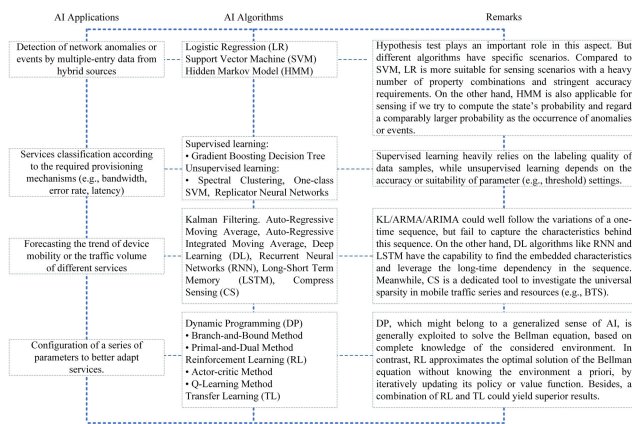 AI Applications
AI Algorithms
Remarks
Detection of network anomalies or
events by multiple-entry data from
hybrid sources
Logistic Regression (LR)
Support Vector Machine (SVM)
Hidden Markov Model (HMM)
Hypothesis test plays an important role in this aspect. But
different algorithms have specific scenarios. Compared to
SVM, LR is more suitable for sensing scenarios with a heavy
number of property combinations and stringent accuracy
requirements. On the other hand, HMM is also applicable for
sensing if we try to compute the state's probability and regard
a comparably larger probability as the occurrence of anomalies
or events.
Services classification according
to the required provisioning
mechanisms (e.g., bandwidth,
error rate, latency)
Supervised learning:
• Gradient Boosting Decision Tree
Unsupervised learning:
• Spectral Clustering, One-class
SVM, Replicator Neural Networks
Supervised learning heavily relies on the labeling quality of
data samples, while unsupervised learning depends on the
accuracy or suitability of parameter (e.g., threshold) settings.
Forecasting the trend of device
mobility or the traffic volume
of different services
Kalman Filtering. Auto-Regressive
Moving Average, Auto-Regressive
Integrated Moving Average, Deep
Learning (DL), Recurrent Neural
Networks (RNN), Long-Short Term
Memory (LSTM), Compress
Sensing (CS)
KL/ARMA/ARIMA could well follow the variations of a one-
time sequence, but fail to capture the characteristics behind
this sequence. On the other hand, DL algorithms like RNN and
LSTM have the capability to find the embedded characteristics
and leverage the long-time dependency in the sequence.
Meanwhile, CS is a dedicated tool to investigate the universal
sparsity in mobile traffic series and resources (e.g., BTS).
Configuration of a series of
parameters to better adapt
services.
Dynamic Programming (DP)
• Branch-and-Bound Method
• Primal-and-Dual Method
Reinforcement Learning (RL)
• Actor-critic Method
• Q-Learning Method
Transfer Learning (TL)
DP, which might belong to a generalized sense of AI, is
generally exploited to solve the Bellman equation, based on
complete knowledge of the considered environment. In
contrast, RL approximates the optimal solution of the Bellman
equation without knowing the environment a priori, by
iteratively updating its policy or value function. Besides, a
combination of RL and TL could yield superior results.